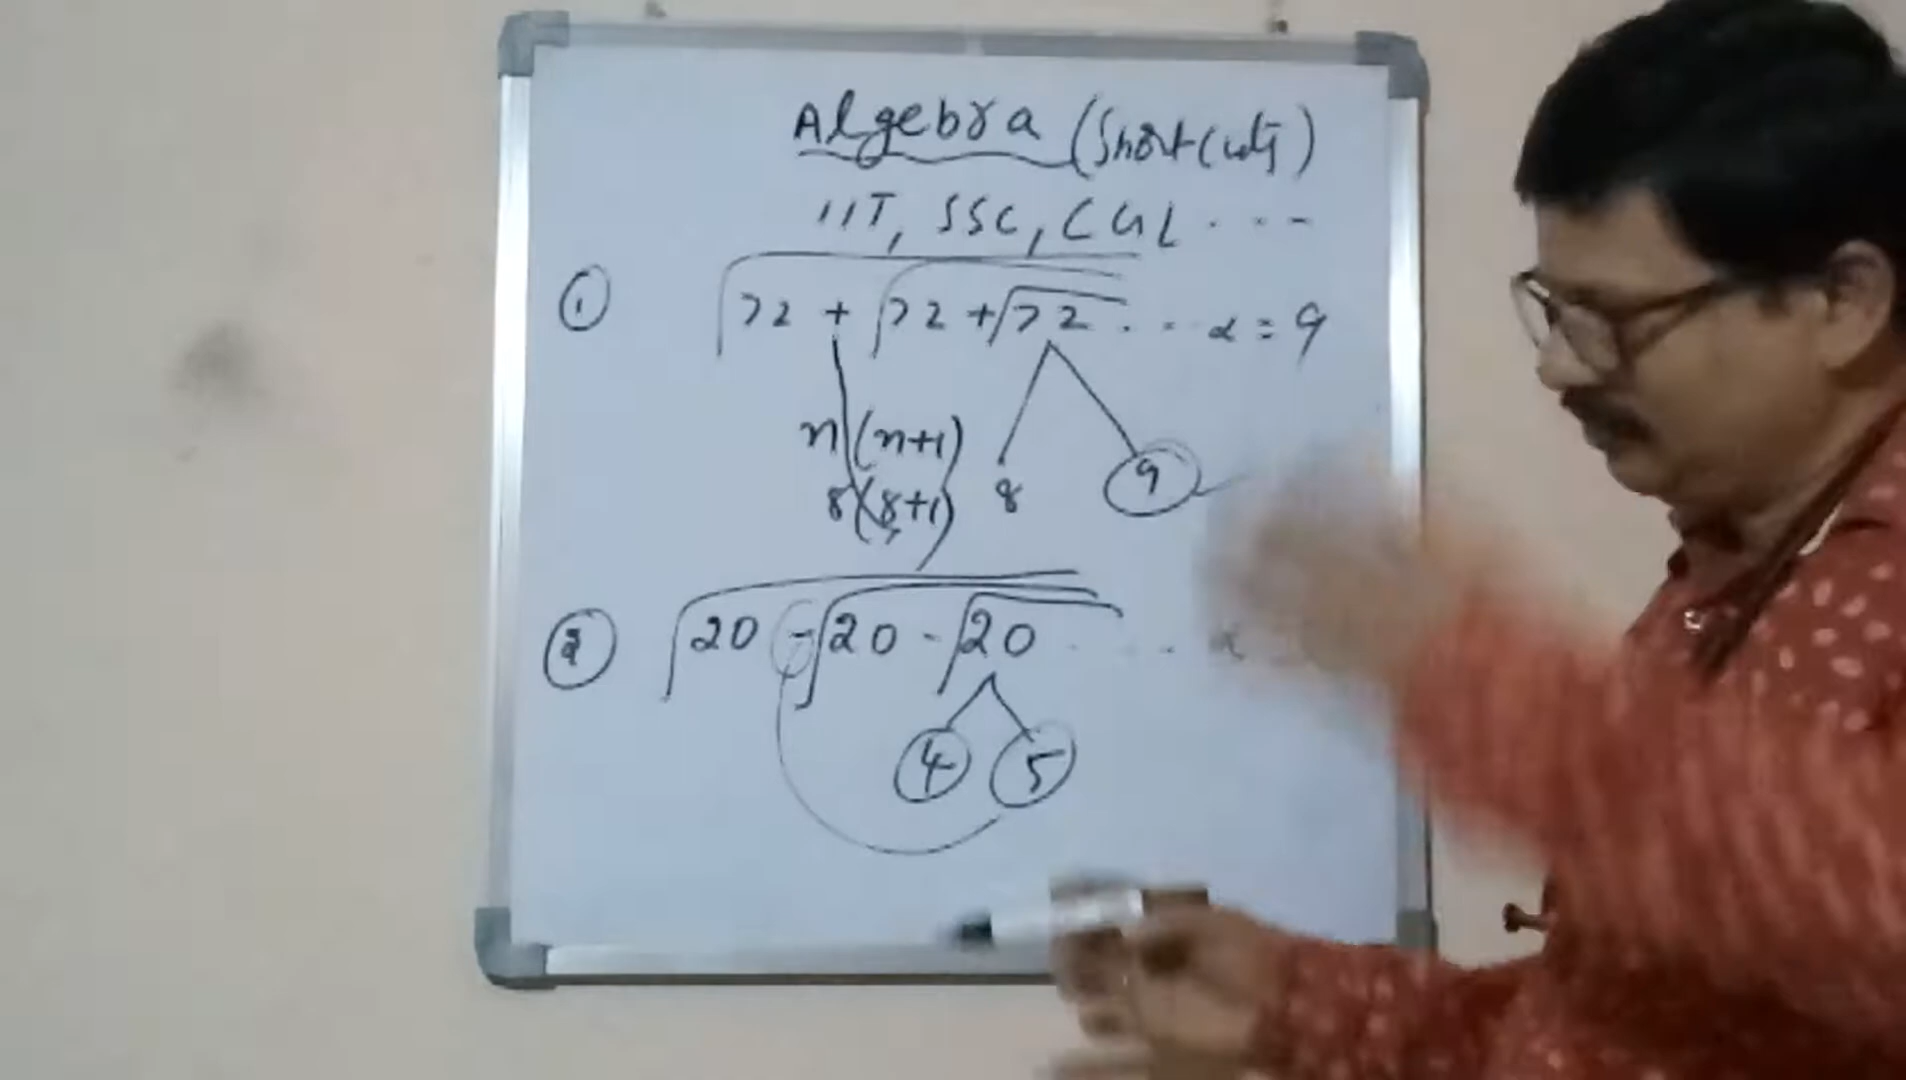 Algebra (Shortcuts)
IIT, SSC, CGL ....
① √72 + √72 + √72 ... α = 9
n(n+1)
8(8+1) 8 9
② √20 - √20 - √20 ... α
4 5